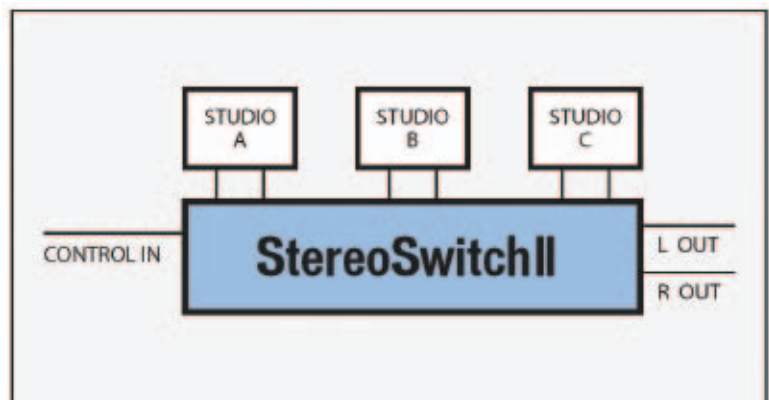 STUDIO
A
STUDIO
B
STUDIO
C
CONTROL IN
StereoSwitchII
L OUT
R OUT